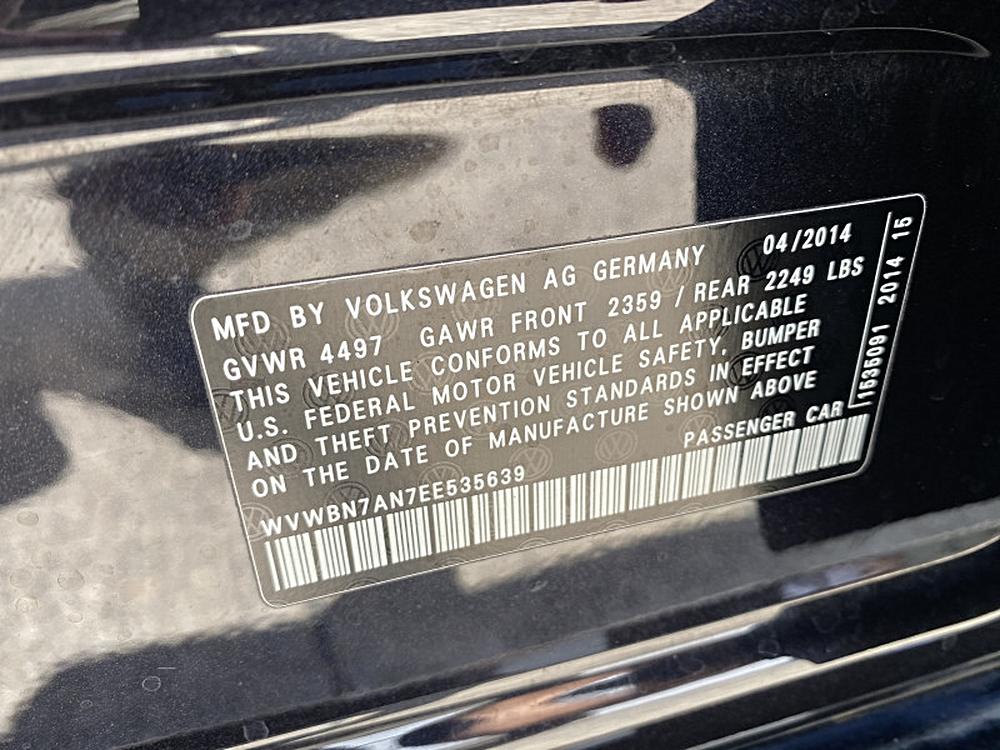 MFD BY VOLKSWAGEN AG GERMANY 04/2014
GVWR 4497 GAWR FRONT 2359 / REAR 2249 LBS
THIS VEHICLE CONFORMS TO ALL APPLICABLE
U.S. FEDERAL MOTOR VEHICLE SAFETY, BUMPER
AND THEFT PREVENTION STANDARDS IN EFFECT
ON THE DATE OF MANUFACTURE SHOWN ABOVE
PASSENGER CAR
WVWBN7AN7EE535639
1535091 2014 15